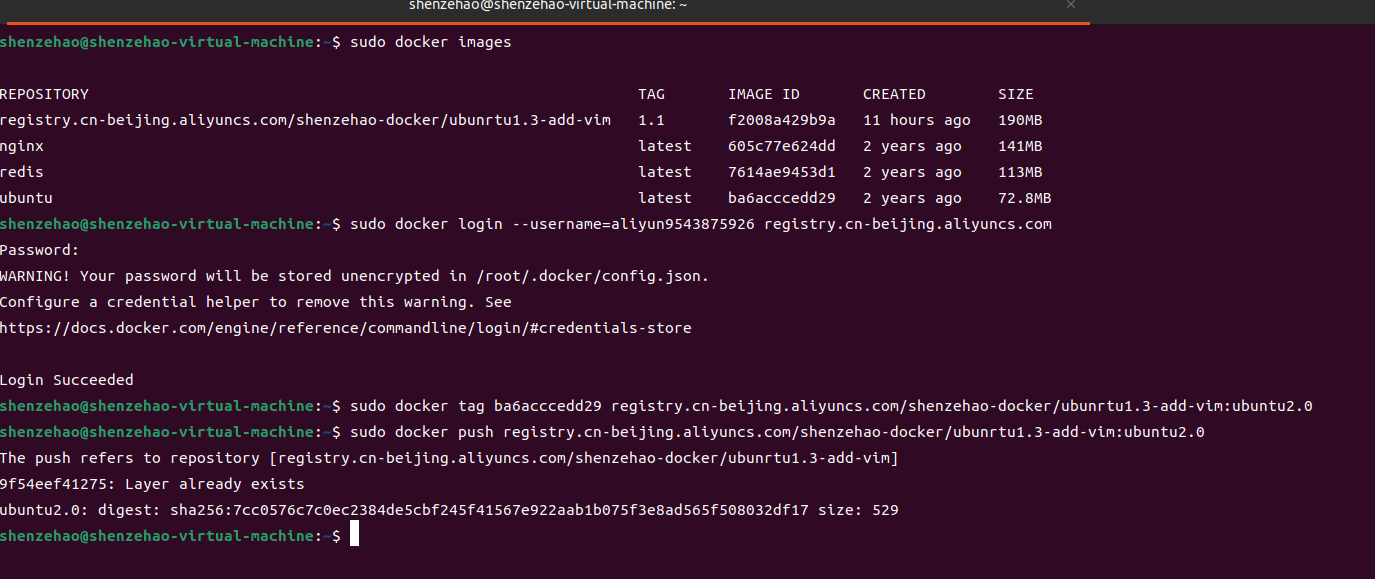 shenzehao@shenzehao-virtual-machine: ~
shenzehao@shenzehao-virtual-machine:~$ sudo docker images
REPOSITORY TAG IMAGE ID CREATED SIZE
registry.cn-beijing.aliyuncs.com/shenzehao-docker/ubunrtu1.3-add-vim 1.1 f2008a429b9a 11 hours ago 190MB
nginx latest 605c77e624dd 2 years ago 141MB
redis latest 7614ae9453d1 2 years ago 113MB
ubuntu latest ba6acccedd29 2 years ago 72.8MB
shenzehao@shenzehao-virtual-machine:~$ sudo docker login --username=aliyun9543875926 registry.cn-beijing.aliyuncs.com
Password:
WARNING! Your password will be stored unencrypted in /root/.docker/config.json.
Configure a credential helper to remove this warning. See
https://docs.docker.com/engine/reference/commandline/login/#credentials-store
Login Succeeded
shenzehao@shenzehao-virtual-machine:~$ sudo docker tag ba6acccedd29 registry.cn-beijing.aliyuncs.com/shenzehao-docker/ubunrtu1.3-add-vim:ubuntu2.0
shenzehao@shenzehao-virtual-machine:~$ sudo docker push registry.cn-beijing.aliyuncs.com/shenzehao-docker/ubunrtu1.3-add-vim:ubuntu2.0
The push refers to repository [registry.cn-beijing.aliyuncs.com/shenzehao-docker/ubunrtu1.3-add-vim]
9f54eef41275: Layer already exists
ubuntu2.0: digest: sha256:7cc0576c7c0ec2384de5cbf245f41567e922aab1b075f3e8ad565f508032df17 size: 529
shenzehao@shenzehao-virtual-machine:~$